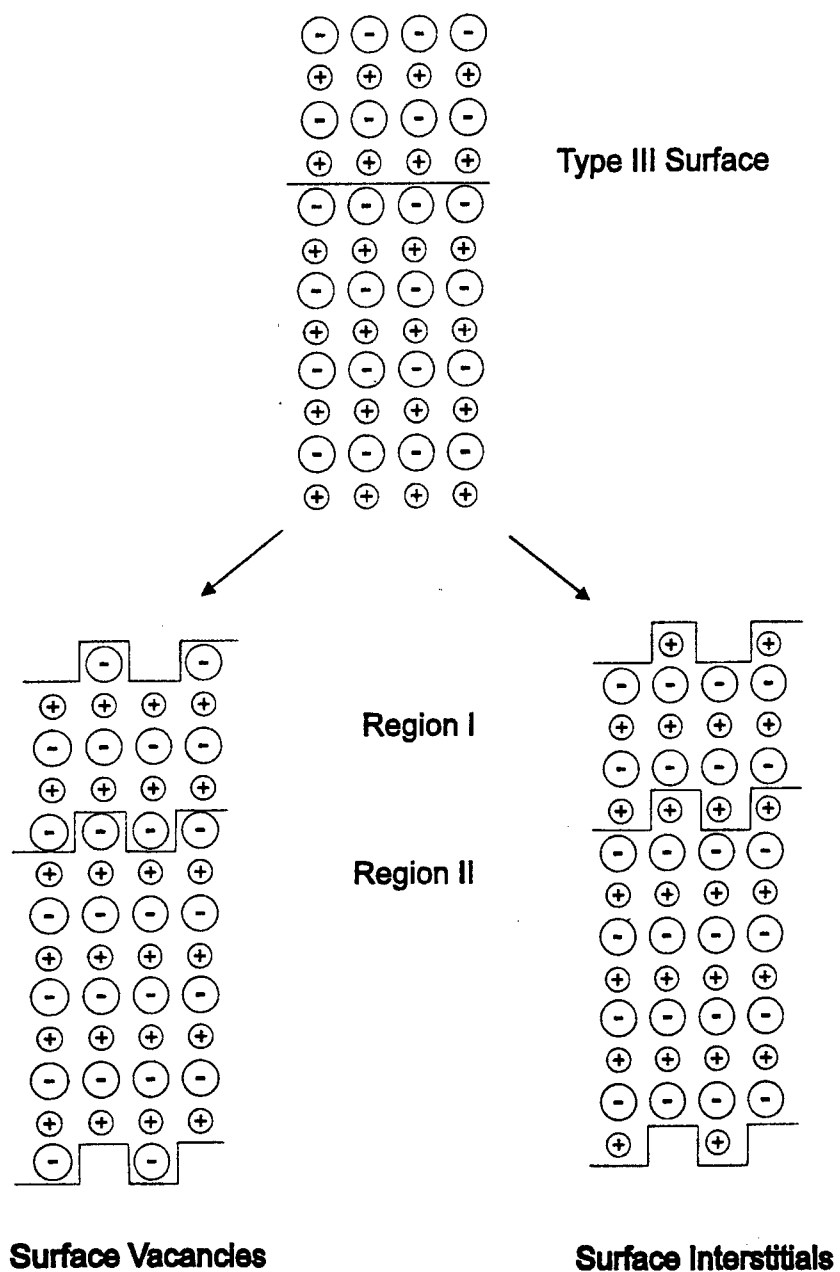 Type III Surface
Region I
Region II
Surface Vacancies
Surface Interstitials